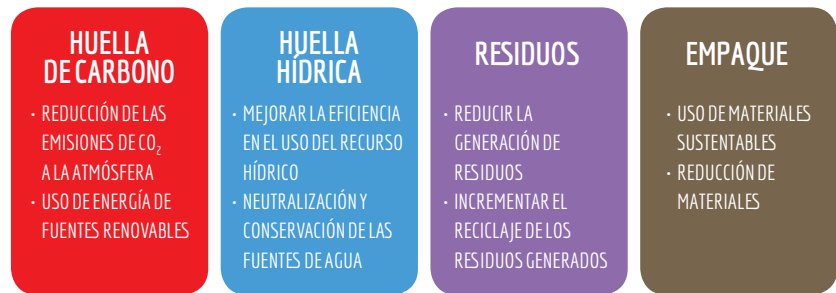 HUELLA
DE CARBONO
· REDUCCIÓN DE LAS
EMISIONES DE CO₂
A LA ATMÓSFERA
· USO DE ENERGÍA DE
FUENTES RENOVABLES
HUELLA
HÍDRICA
· MEJORAR LA EFICIENCIA
EN EL USO DEL RECURSO
HÍDRICO
· NEUTRALIZACIÓN Y
CONSERVACIÓN DE LAS
FUENTES DE AGUA
RESIDUOS
· REDUCIR LA
GENERACIÓN DE
RESIDUOS
· INCREMENTAR EL
RECICLAJE DE LOS
RESIDUOS GENERADOS
EMPAQUE
· USO DE MATERIALES
SUSTENTABLES
· REDUCCIÓN DE
MATERIALES